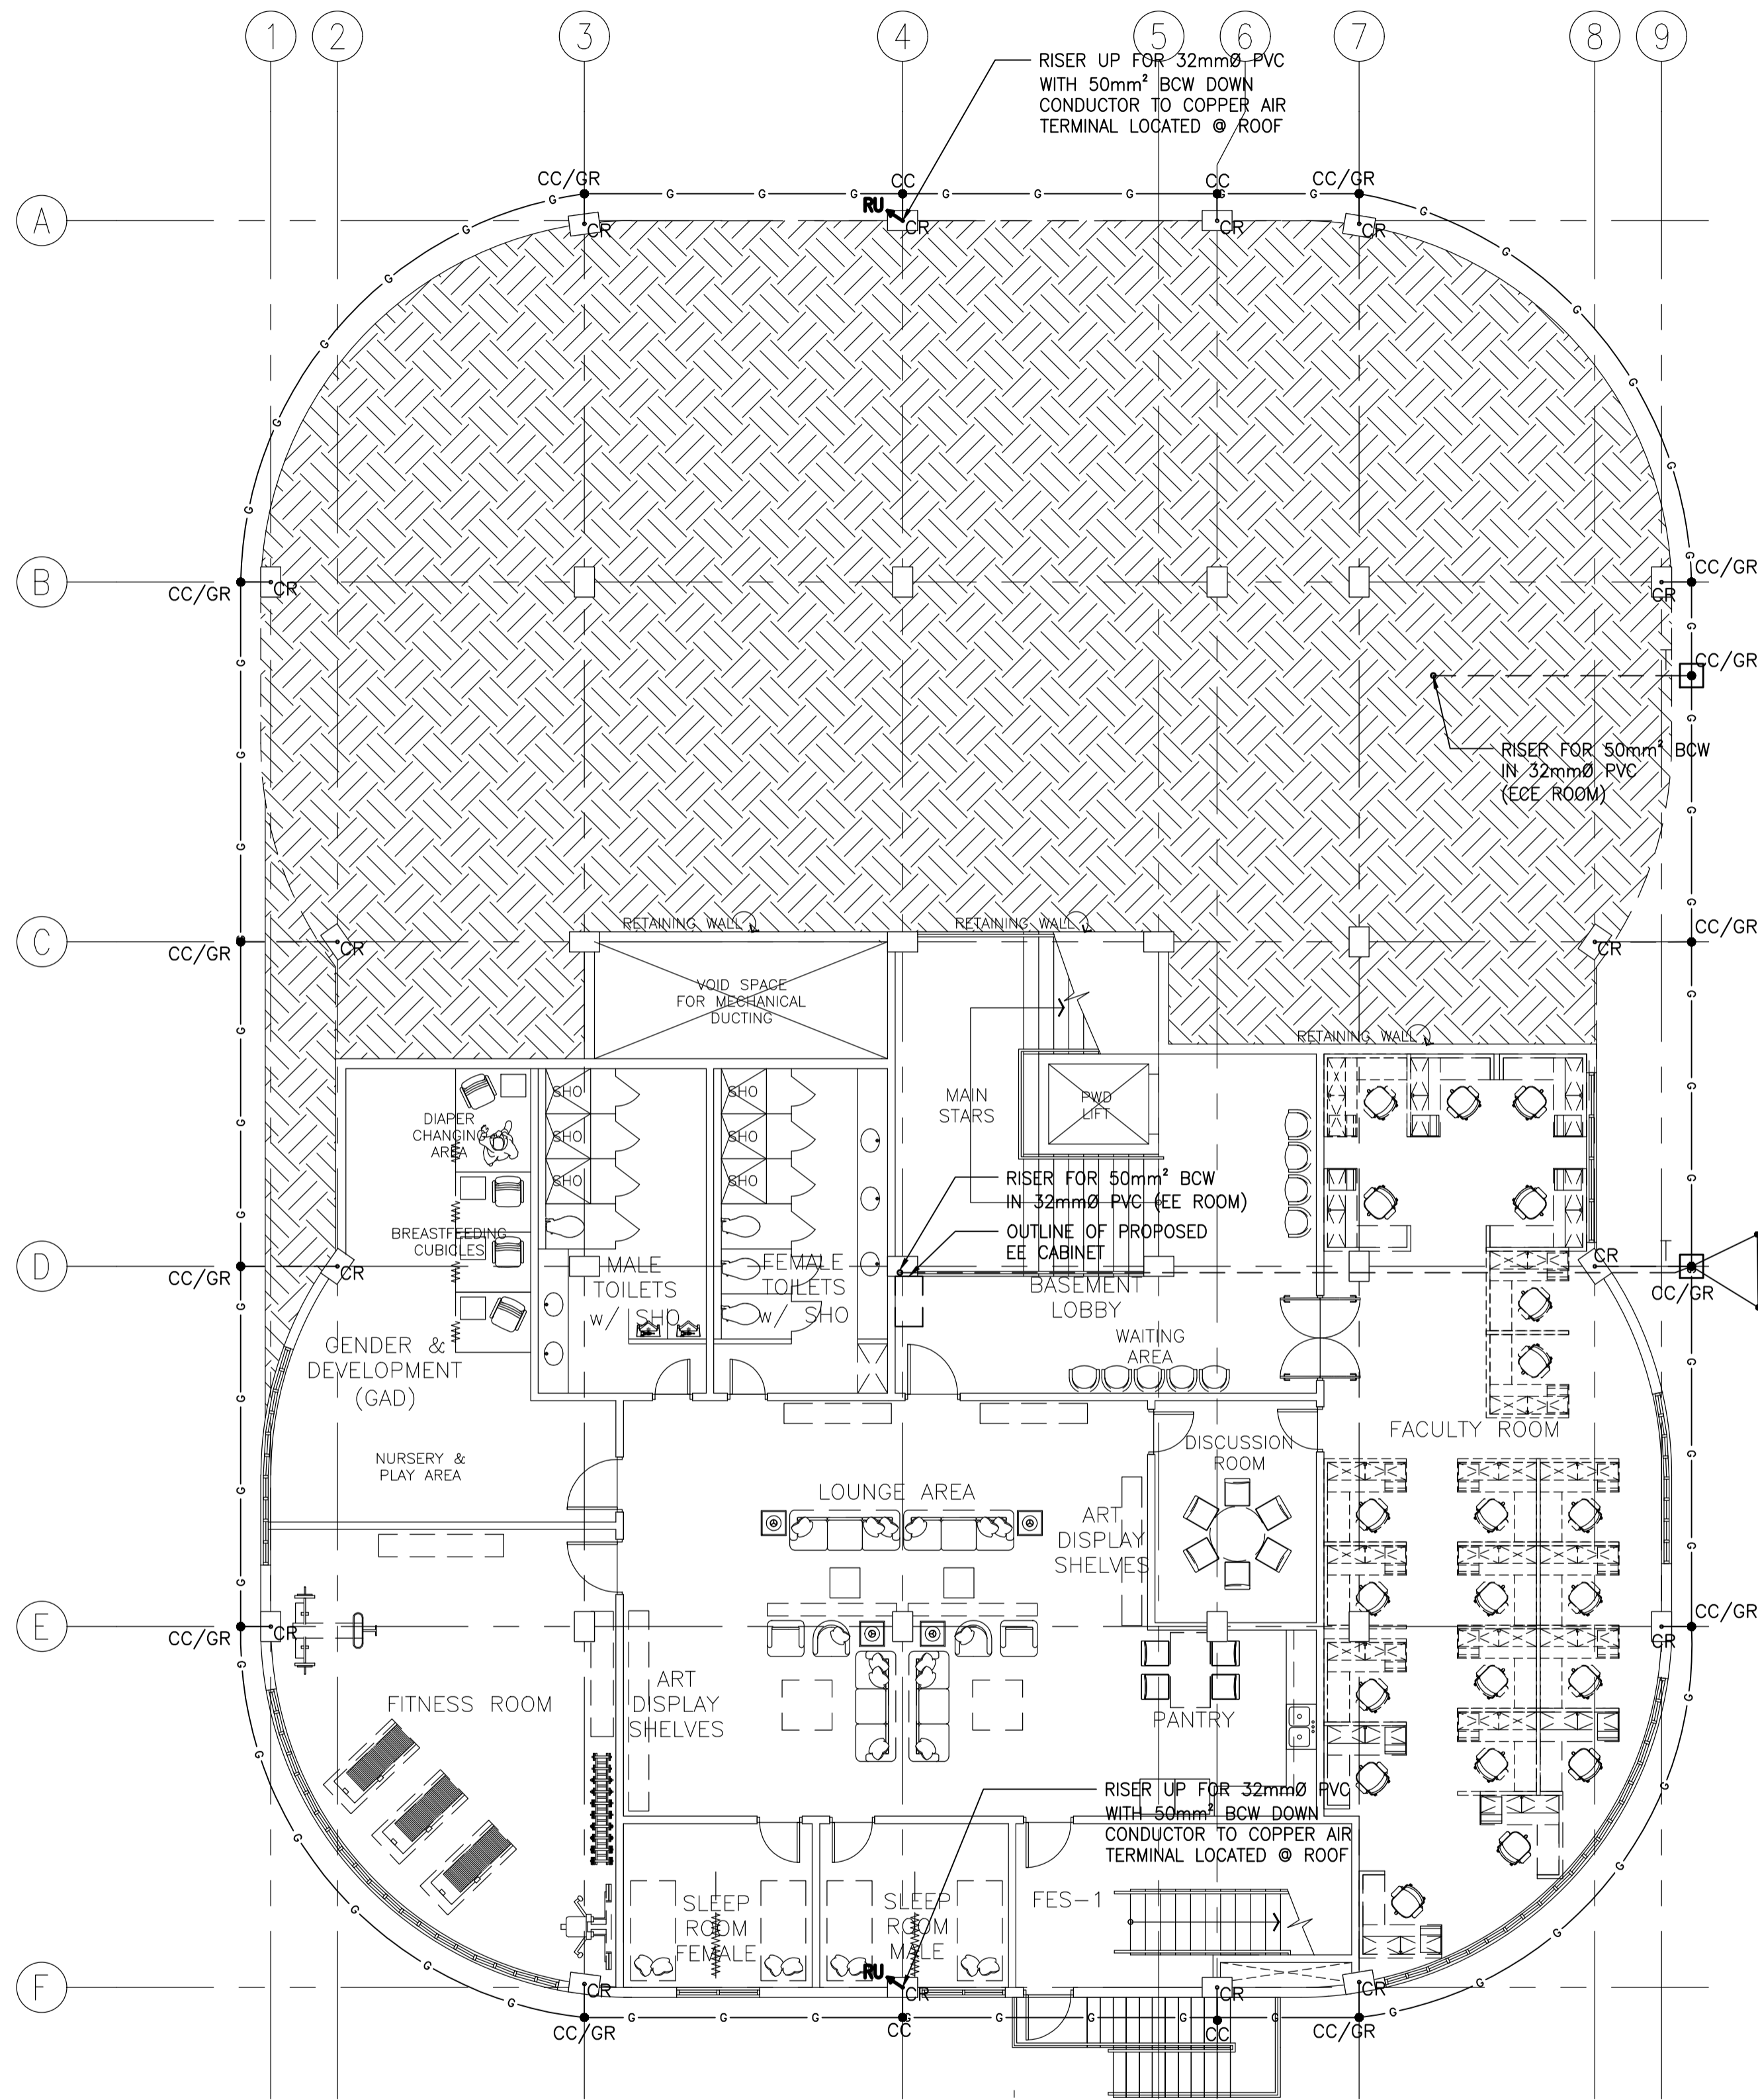 1 2 3 4 5 6 7 8 9
RISER UP FOR 32mmØ PVC
WITH 50mm² BCW DOWN
CONDUCTOR TO COPPER AIR
TERMINAL LOCATED @ ROOF
CC/GR CC CC CC/GR
G G G G G G G G
A
RU
CR CR CR CR
G G
G G
G G
G G
G G
G
B
CC/GR CR
CR CC/GR
G G
CC/GR
G G
RISER FOR 50mm² BCW
IN 32mmØ PVC
(ECE ROOM)
G G
G G
RETAINING WALL
RETAINING WALL
C
CC/GR CR
CR CC/GR
G
VOID SPACE
FOR MECHANICAL
DUCTING
G G
RETAINING WALL
MAIN
STARS
PWD
LIFT
SHO SHO
DIAPER
CHANGING
AREA
SHO SHO
G G
SHO SHO
RISER FOR 50mm² BCW
IN 32mmØ PVC (EE ROOM)
G G
BREASTFEEDING
CUBICLES
OUTLINE OF PROPOSED
EE CABINET
D
CC/GR CR
CR
CC/GR
MALE
TOILETS
w/ SHO
FEMALE
TOILETS
w/ SHO
BASEMENT
LOBBY
WAITING
AREA
G G
GENDER &
DEVELOPMENT
(GAD)
G G
FACULTY ROOM
DISCUSSION
ROOM
NURSERY &
PLAY AREA
G G
LOUNGE AREA
ART
DISPLAY
SHELVES
G G
E
CC/GR CR
CR CC/GR
G G
FITNESS ROOM
ART
DISPLAY
SHELVES
PANTRY
G G
RISER UP FOR 32mmØ PVC
WITH 50mm² BCW DOWN
CONDUCTOR TO COPPER AIR
TERMINAL LOCATED @ ROOF
G G
SLEEP
ROOM
FEMALE
SLEEP
ROOM
MALE
FES-1
G G
G G
F
RU
CR CR CR CR
G G
G G G G G G G G
CC/GR CC CC CC/GR